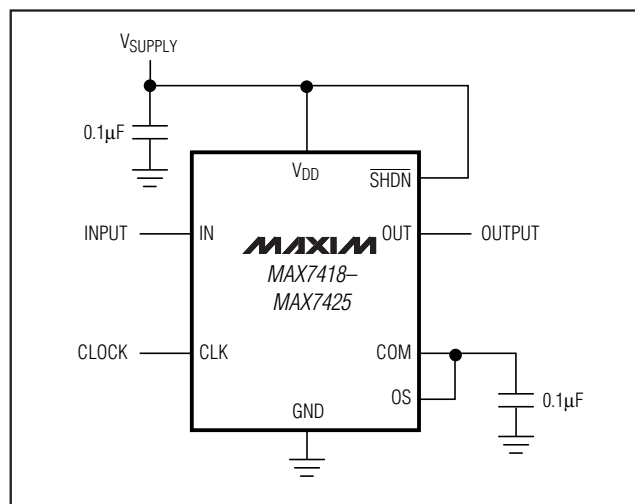 VSUPPLY
0.1µF
VDD
SHDN
INPUT
IN
MAXIM
OUT
OUTPUT
MAX7418–
MAX7425
CLOCK
CLK
COM
OS
0.1µF
GND